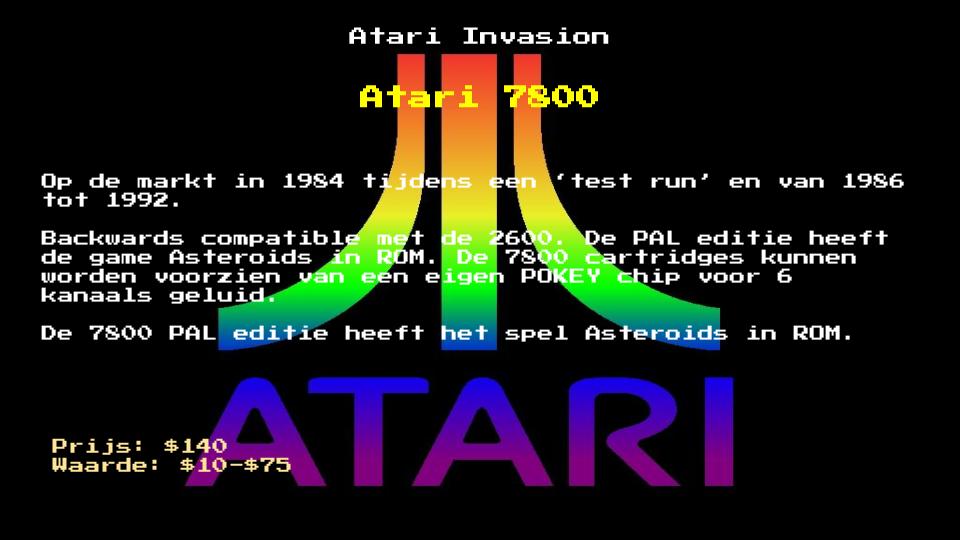 Atari Invasion
Atari 7800
Op de markt in 1984 tijdens een ‘test run’ en van 1986
tot 1992.
Backwards compatible met de 2600. De PAL editie heeft
de game Asteroids in ROM. De 7800 cartridges kunnen
worden voorzien van een eigen POKEY chip voor 6
kanaals geluid.
De 7800 PAL editie heeft het spel Asteroids in ROM.
ATARI
Prijs: $140
Waarde: $10-$75